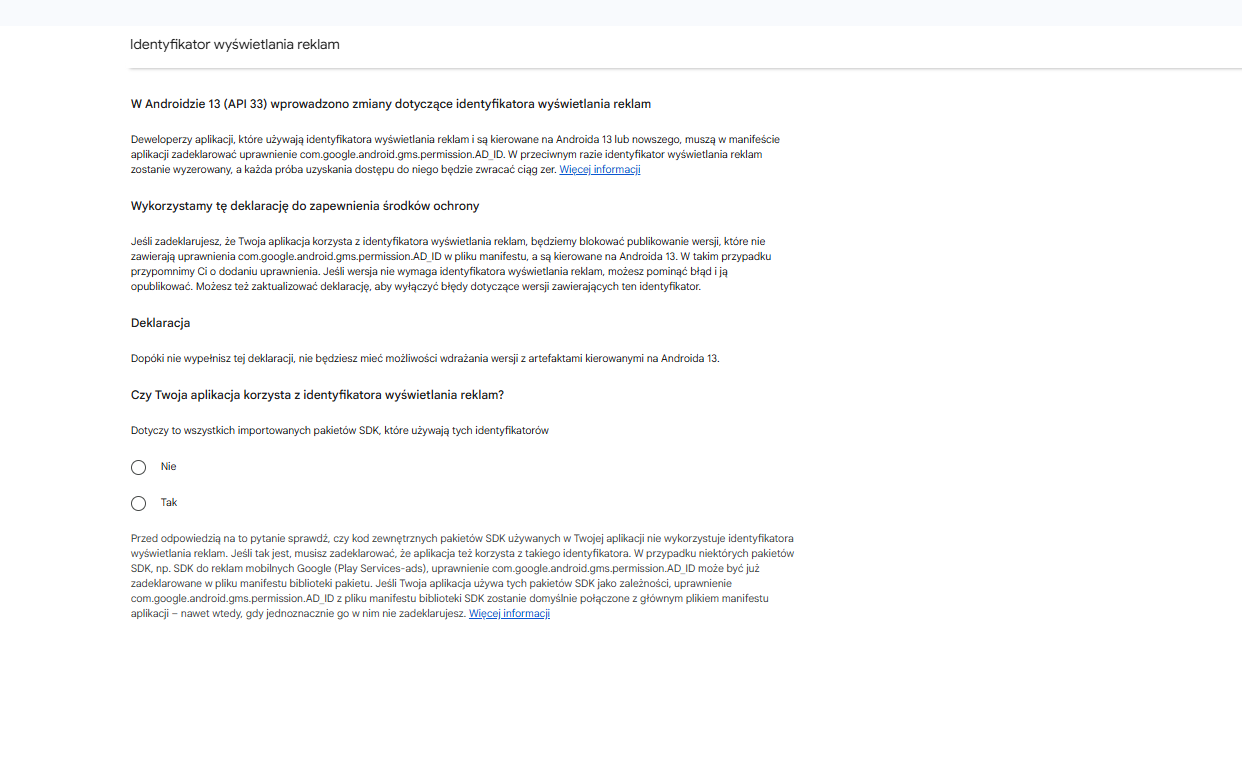 Identyfikator wyświetlania reklam
W Androidzie 13 (API 33) wprowadzono zmiany dotyczące identyfikatora wyświetlania reklam
Deweloperzy aplikacji, które używają identyfikatora wyświetlania reklam i są kierowane na Androida 13 lub nowszego, muszą w manifeście
aplikacji zadeklarować uprawnienie com.google.android.gms.permission.AD_ID. W przeciwnym razie identyfikator wyświetlania reklam
zostanie wyzerowany, a każda próba uzyskania dostępu do niego będzie zwracać ciąg zer. Więcej informacji
Wykorzystamy tę deklarację do zapewnienia środków ochrony
Jeśli zadeklarujesz, że Twoja aplikacja korzysta z identyfikatora wyświetlania reklam, będziemy blokować publikowanie wersji, które nie
zawierają uprawnienia com.google.android.gms.permission.AD_ID w pliku manifestu, a są kierowane na Androida 13. W takim przypadku
przypomnimy Ci o dodaniu uprawnienia. Jeśli wersja nie wymaga identyfikatora wyświetlania reklam, możesz pominąć błąd i ją
opublikować. Możesz też zaktualizować deklarację, aby wyłączyć błędy dotyczące wersji zawierających ten identyfikator.
Deklaracja
Dopóki nie wypełnisz tej deklaracji, nie będziesz mieć możliwości wdrażania wersji z artefaktami kierowanymi na Androida 13.
Czy Twoja aplikacja korzysta z identyfikatora wyświetlania reklam?
Dotyczy to wszystkich importowanych pakietów SDK, które używają tych identyfikatorów
Nie
Tak
Przed odpowiedzią na to pytanie sprawdź, czy kod zewnętrznych pakietów SDK używanych w Twojej aplikacji nie wykorzystuje identyfikatora
wyświetlania reklam. Jeśli tak jest, musisz zadeklarować, że aplikacja też korzysta z takiego identyfikatora. W przypadku niektórych pakietów
SDK, np. SDK do reklam mobilnych Google (Play Services-ads), uprawnienie com.google.android.gms.permission.AD_ID może być już
zadeklarowane w pliku manifestu biblioteki pakietu. Jeśli Twoja aplikacja używa tych pakietów SDK jako zależności, uprawnienie
com.google.android.gms.permission.AD_ID z pliku manifestu biblioteki SDK zostanie domyślnie połączone z głównym plikiem manifestu
aplikacji – nawet wtedy, gdy jednoznacznie go w nim nie zadeklarujesz. Więcej informacji